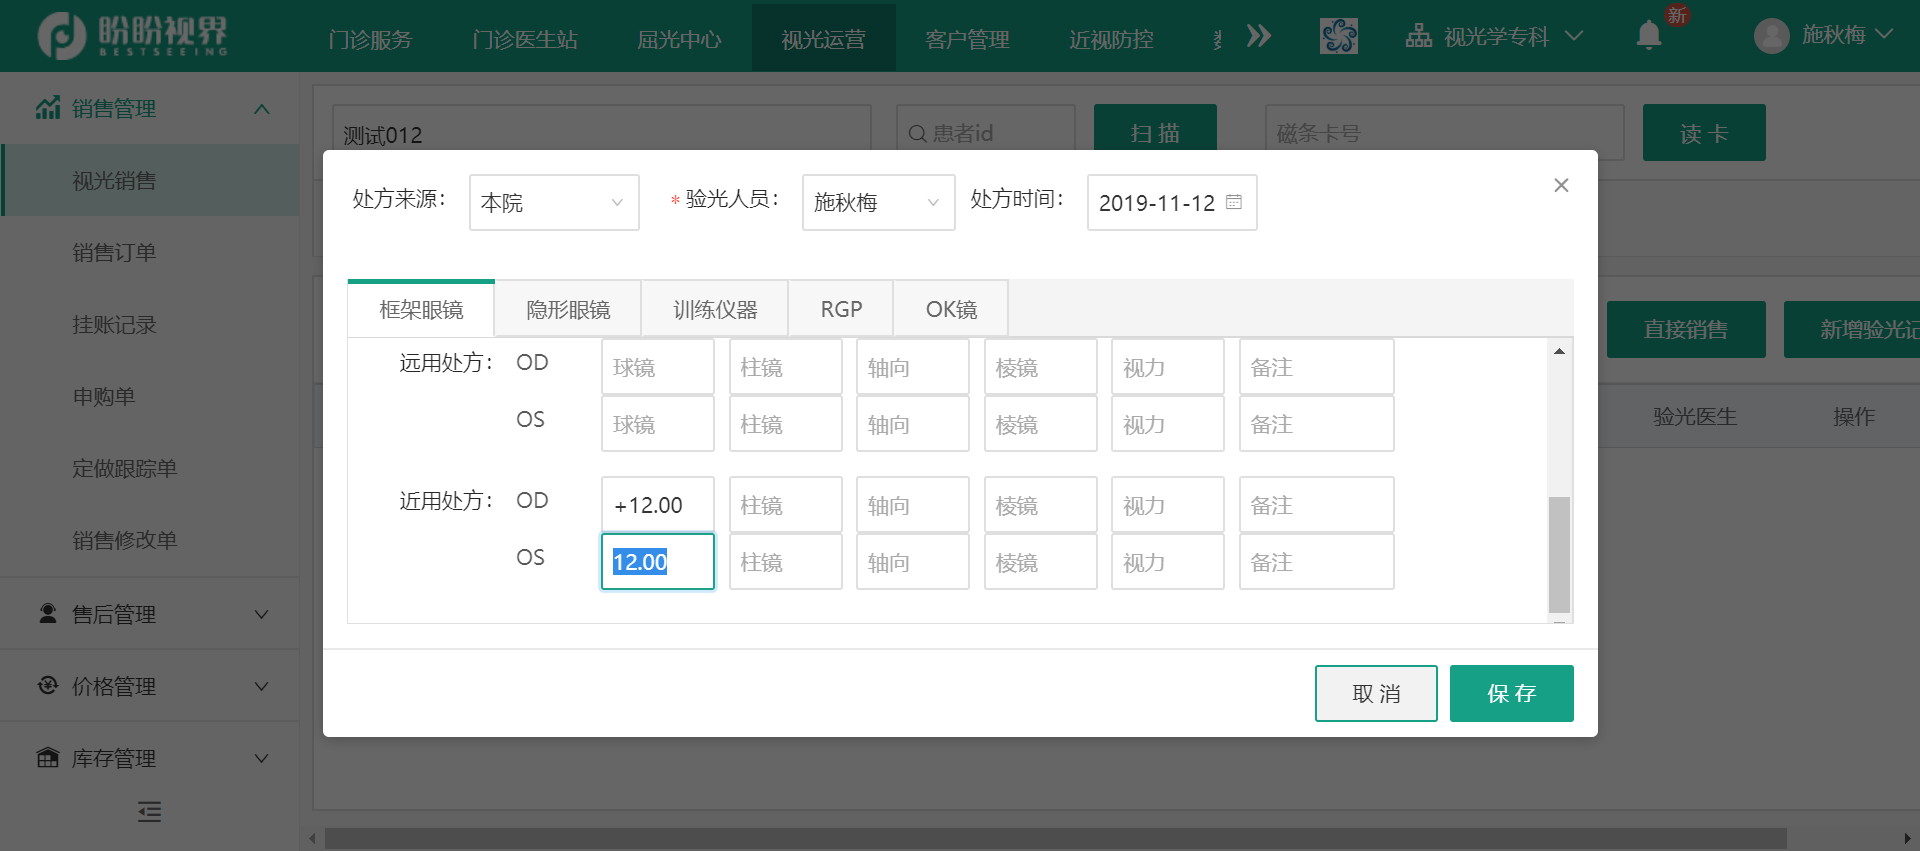 盼盼视界
BESTSEEING
门诊服务
门诊医生站
屈光中心
视光运营
客户管理
近视防控
视光学专科
新
施秋梅
销售管理
视光销售
销售订单
挂账记录
申购单
定做跟踪单
销售修改单
售后管理
价格管理
库存管理
测试012
患者id
扫 描
磁条卡号
读 卡
直接销售
新增验光记
验光医生
操作
处方来源：
本院
* 验光人员：
施秋梅
处方时间：
2019-11-12
框架眼镜
隐形眼镜
训练仪器
RGP
OK镜
远用处方： OD 球镜 柱镜 轴向 棱镜 视力 备注
OS 球镜 柱镜 轴向 棱镜 视力 备注
近用处方： OD +12.00 柱镜 轴向 棱镜 视力 备注
OS 12.00 柱镜 轴向 棱镜 视力 备注
取 消
保 存